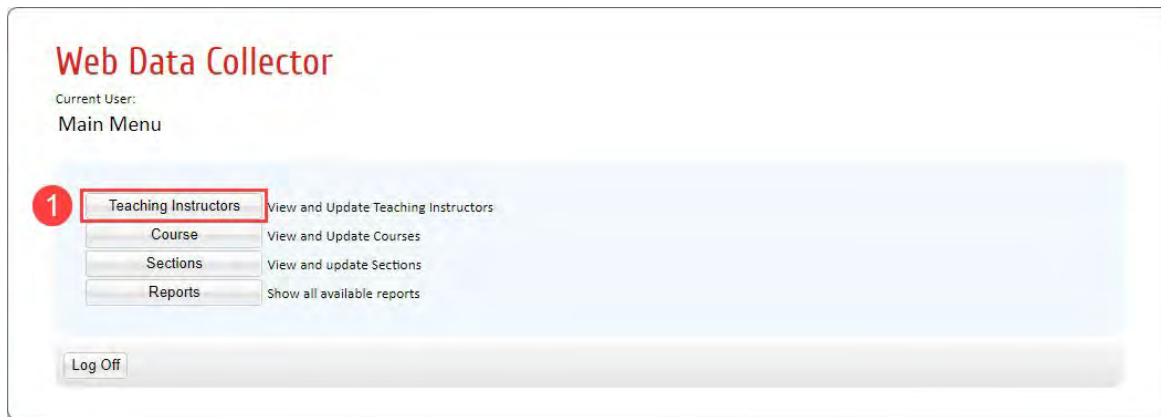 Web Data Collector
Current User:
Main Menu
1 Teaching Instructors View and Update Teaching Instructors
Course View and Update Courses
Sections View and update Sections
Reports Show all available reports
Log Off